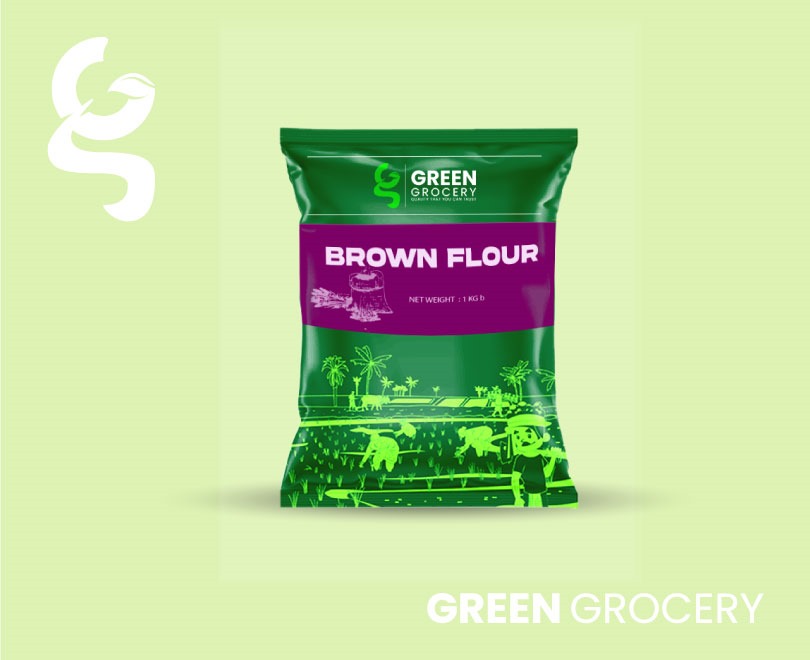 GREEN
GROCERY
QUALITY THAT YOU CAN TRUST
BROWN FLOUR
NET WEIGHT : 1 KG b
GREEN GROCERY